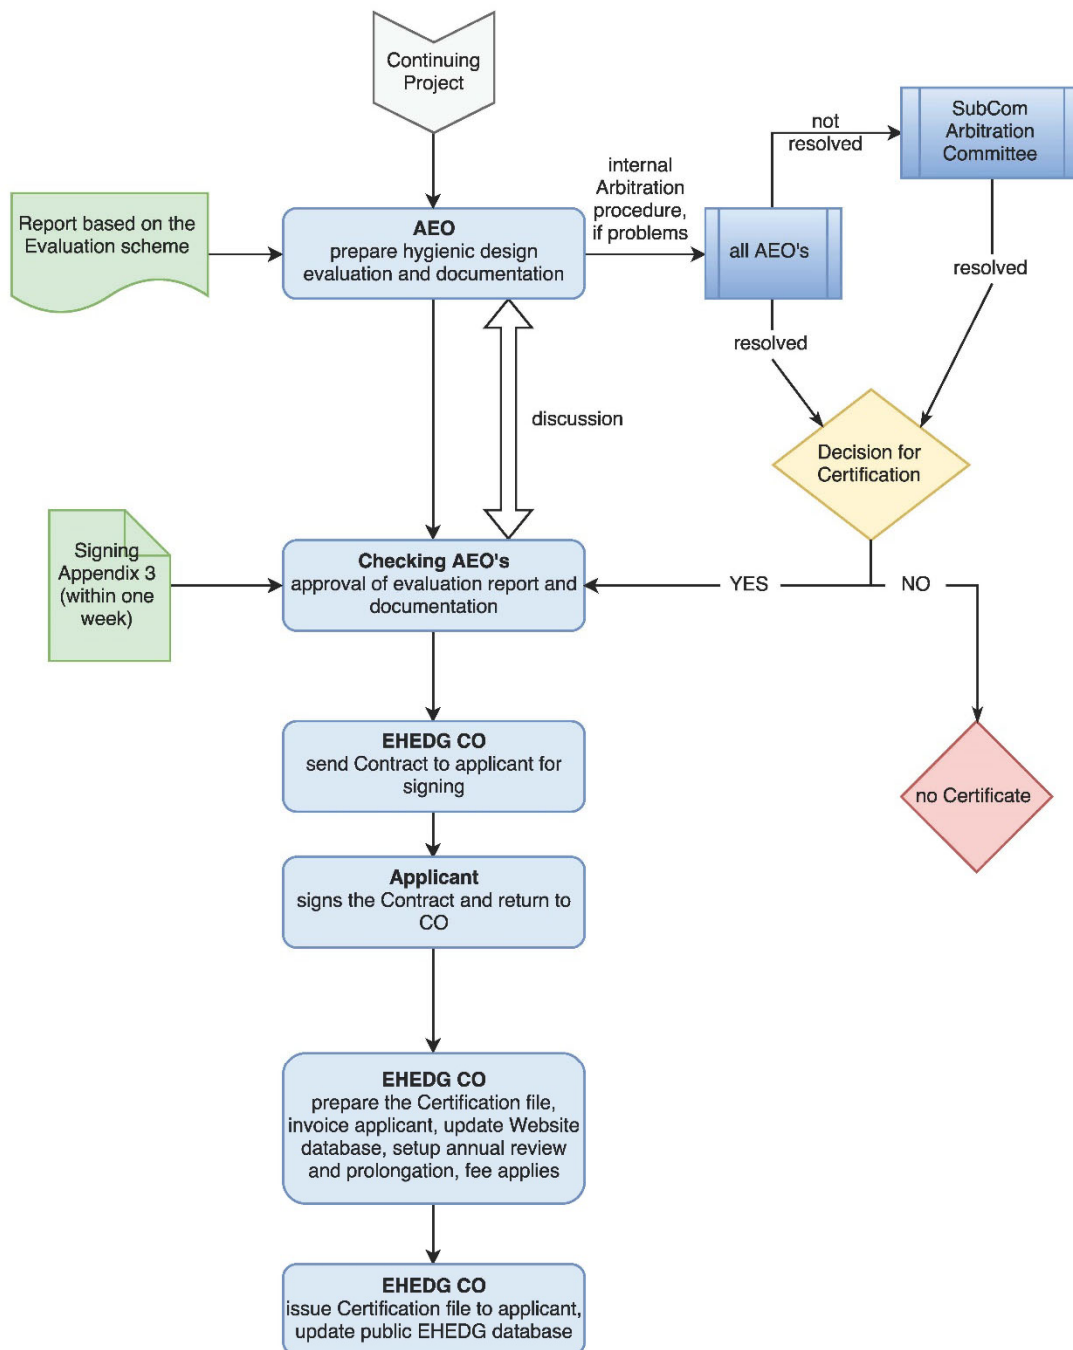 Continuing
Project
SubCom
Arbitration
Committee
not
resolved
internal
Arbitration
procedure,
if problems
Report based on the
Evaluation scheme
AEO
prepare hygienic design
evaluation and documentation
all AEO's
resolved
resolved
discussion
Decision for
Certification
Signing
Appendix 3
(within one
week)
Checking AEO's
approval of evaluation report and
documentation
YES
NO
EHEDG CO
send Contract to applicant for
signing
no Certificate
Applicant
signs the Contract and return to
CO
EHEDG CO
prepare the Certification file,
invoice applicant, update Website
database, setup annual review
and prolongation, fee applies
EHEDG CO
issue Certification file to applicant,
update public EHEDG database